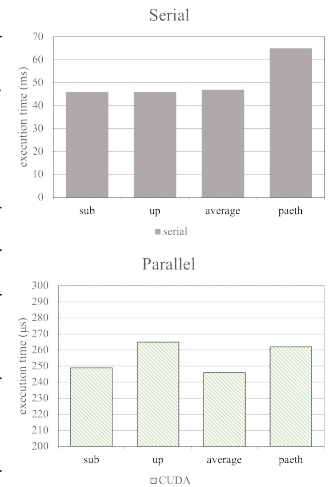 Serial
70
60
50
40
30
20
10
0
execution time (ms)
sub up average paeth
serial
Parallel
300
290
280
270
260
250
240
230
220
210
200
execution time (µs)
sub up average paeth
CUDA